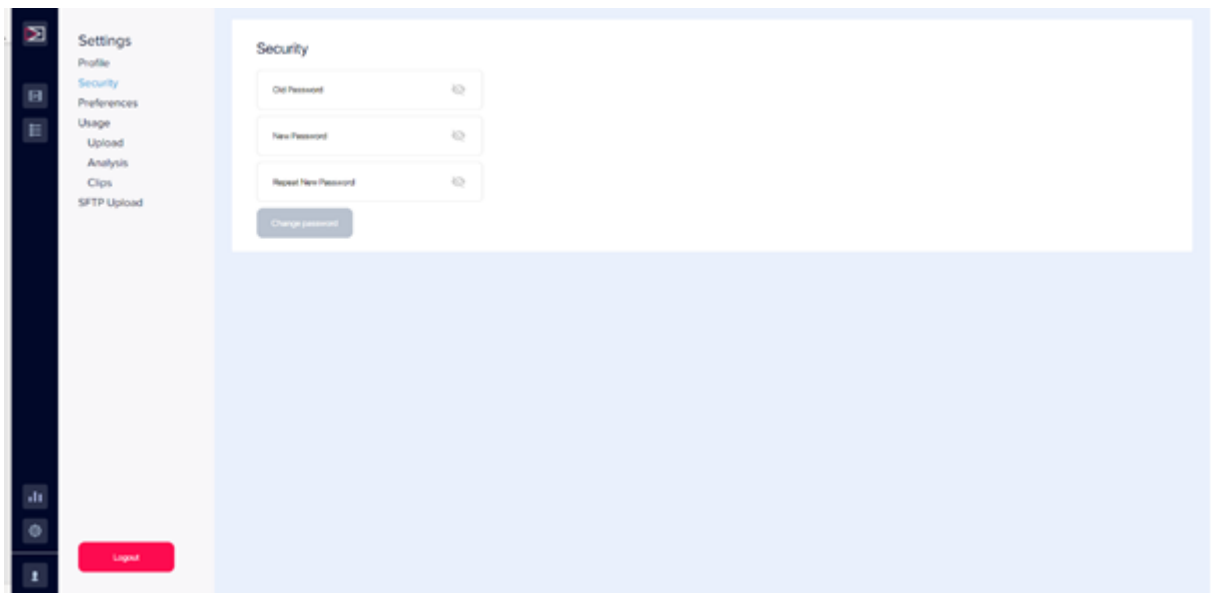 Settings
Profile
Security
Preferences
Usage
Upload
Analysis
Clips
SFTP Upload
Logout
Security
Old Password
New Password
Repeat New Password
Change password